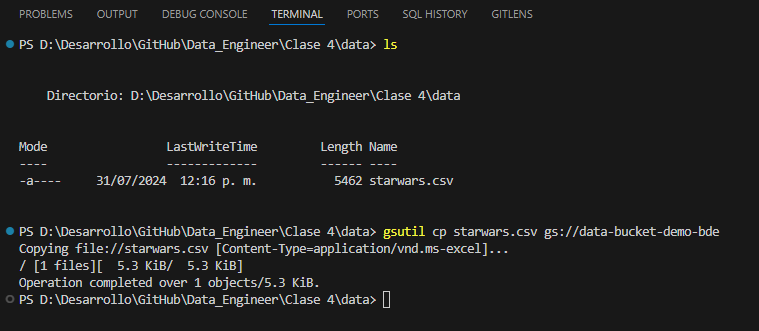 PROBLEMS OUTPUT DEBUG CONSOLE TERMINAL PORTS SQL HISTORY GITLENS
PS D:\Desarrollo\GitHub\Data_Engineer\Clase 4\data> ls
Directorio: D:\Desarrollo\GitHub\Data_Engineer\Clase 4\data
Mode LastWriteTime Length Name
---- ------------- ------ ----
-a---- 31/07/2024 12:16 p. m. 5462 starwars.csv
PS D:\Desarrollo\GitHub\Data_Engineer\Clase 4\data> gsutil cp starwars.csv gs://data-bucket-demo-bde
Copying file://starwars.csv [Content-Type=application/vnd.ms-excel]...
/ [1 files][  5.3 KiB/  5.3 KiB]
Operation completed over 1 objects/5.3 KiB.
PS D:\Desarrollo\GitHub\Data_Engineer\Clase 4\data>